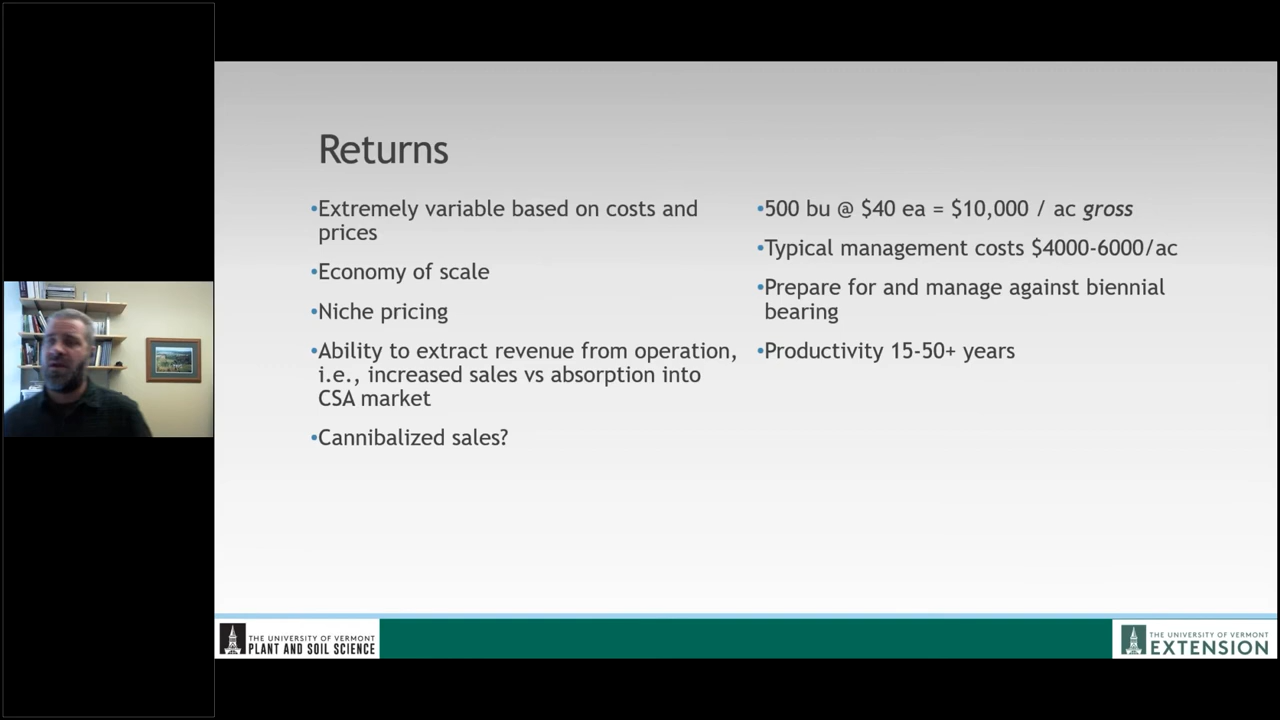 Returns
•Extremely variable based on costs and
prices
•Economy of scale
•Niche pricing
•Ability to extract revenue from operation,
i.e., increased sales vs absorption into
CSA market
•Cannibalized sales?
•500 bu @ $40 ea = $10,000 / ac gross
•Typical management costs $4000-6000/ac
•Prepare for and manage against biennial
bearing
•Productivity 15-50+ years
THE UNIVERSITY OF VERMONT
PLANT AND SOIL SCIENCE
THE UNIVERSITY OF VERMONT
EXTENSION